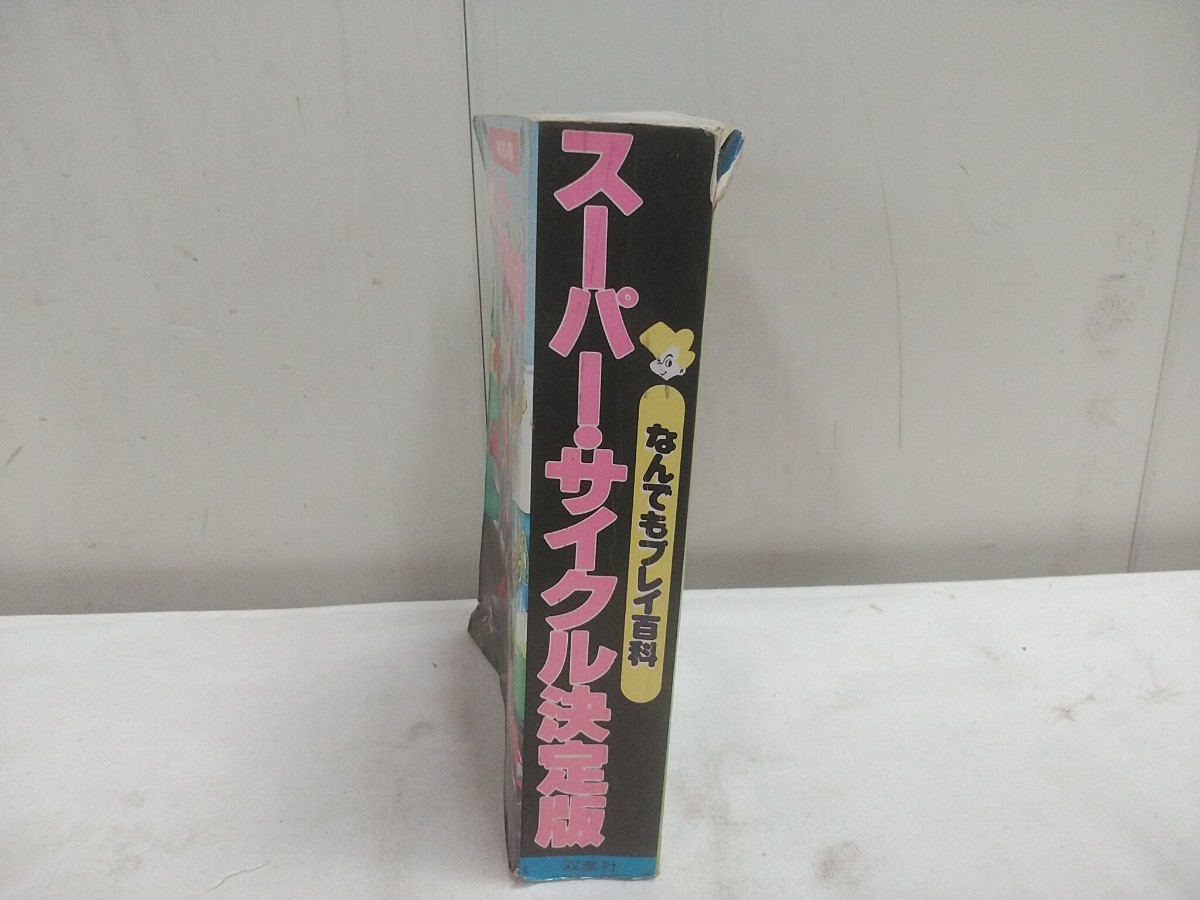 スーパー・サイクル決定版
なんでもプレイ百科
双葉社